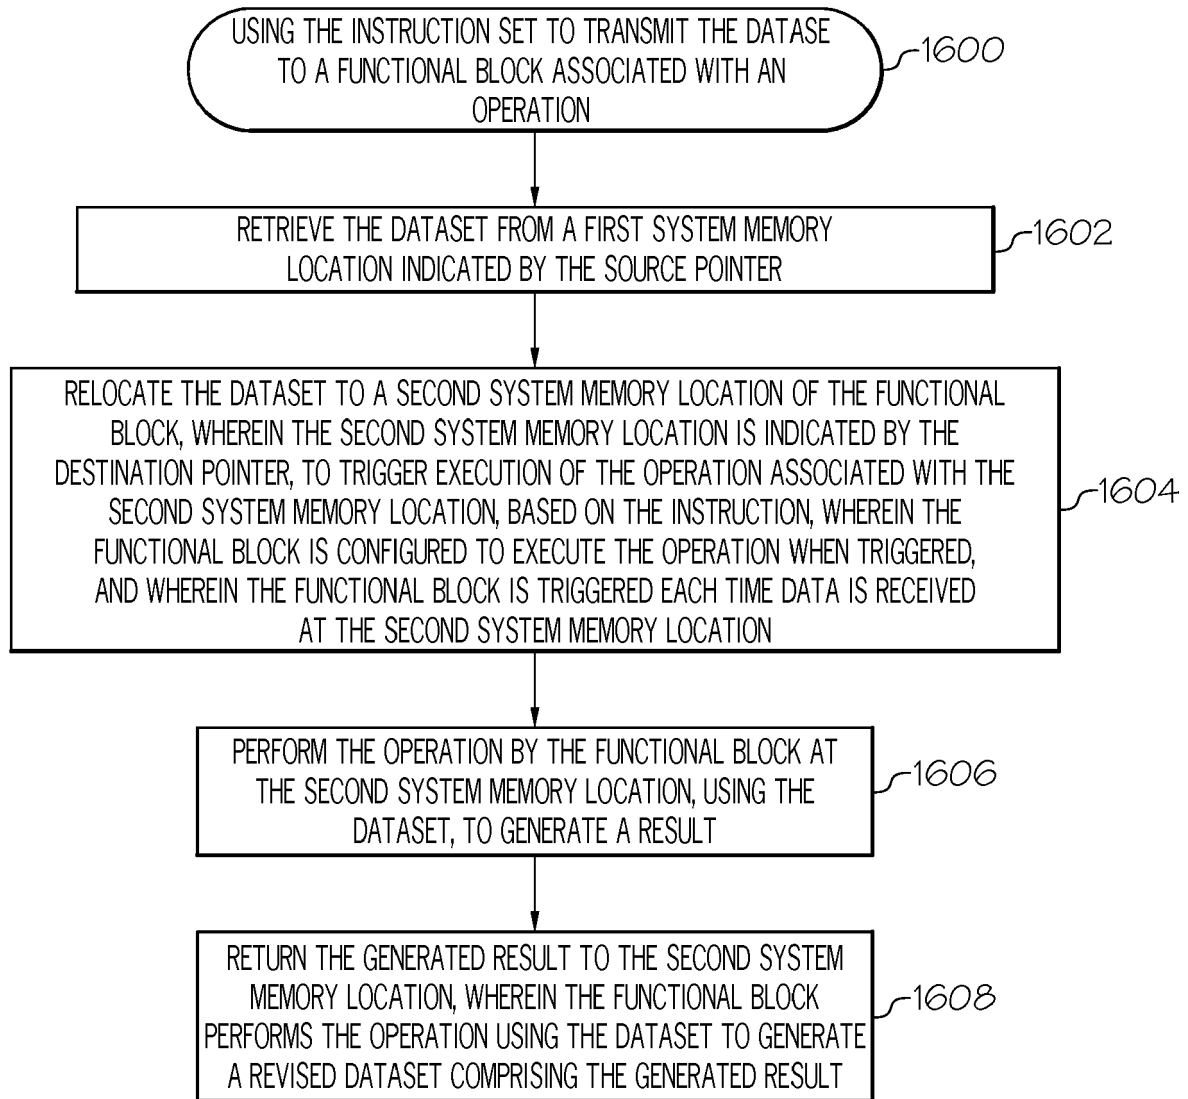 USING THE INSTRUCTION SET TO TRANSMIT THE DATASE
TO A FUNCTIONAL BLOCK ASSOCIATED WITH AN
OPERATION
1600
RETRIEVE THE DATASET FROM A FIRST SYSTEM MEMORY
LOCATION INDICATED BY THE SOURCE POINTER
1602
RELOCATE THE DATASET TO A SECOND SYSTEM MEMORY LOCATION OF THE FUNCTIONAL
BLOCK, WHEREIN THE SECOND SYSTEM MEMORY LOCATION IS INDICATED BY THE
DESTINATION POINTER, TO TRIGGER EXECUTION OF THE OPERATION ASSOCIATED WITH THE
SECOND SYSTEM MEMORY LOCATION, BASED ON THE INSTRUCTION, WHEREIN THE
FUNCTIONAL BLOCK IS CONFIGURED TO EXECUTE THE OPERATION WHEN TRIGGERED,
AND WHEREIN THE FUNCTIONAL BLOCK IS TRIGGERED EACH TIME DATA IS RECEIVED
AT THE SECOND SYSTEM MEMORY LOCATION
1604
PERFORM THE OPERATION BY THE FUNCTIONAL BLOCK AT
THE SECOND SYSTEM MEMORY LOCATION, USING THE
DATASET, TO GENERATE A RESULT
1606
RETURN THE GENERATED RESULT TO THE SECOND SYSTEM
MEMORY LOCATION, WHEREIN THE FUNCTIONAL BLOCK
PERFORMS THE OPERATION USING THE DATASET TO GENERATE
A REVISED DATASET COMPRISING THE GENERATED RESULT
1608